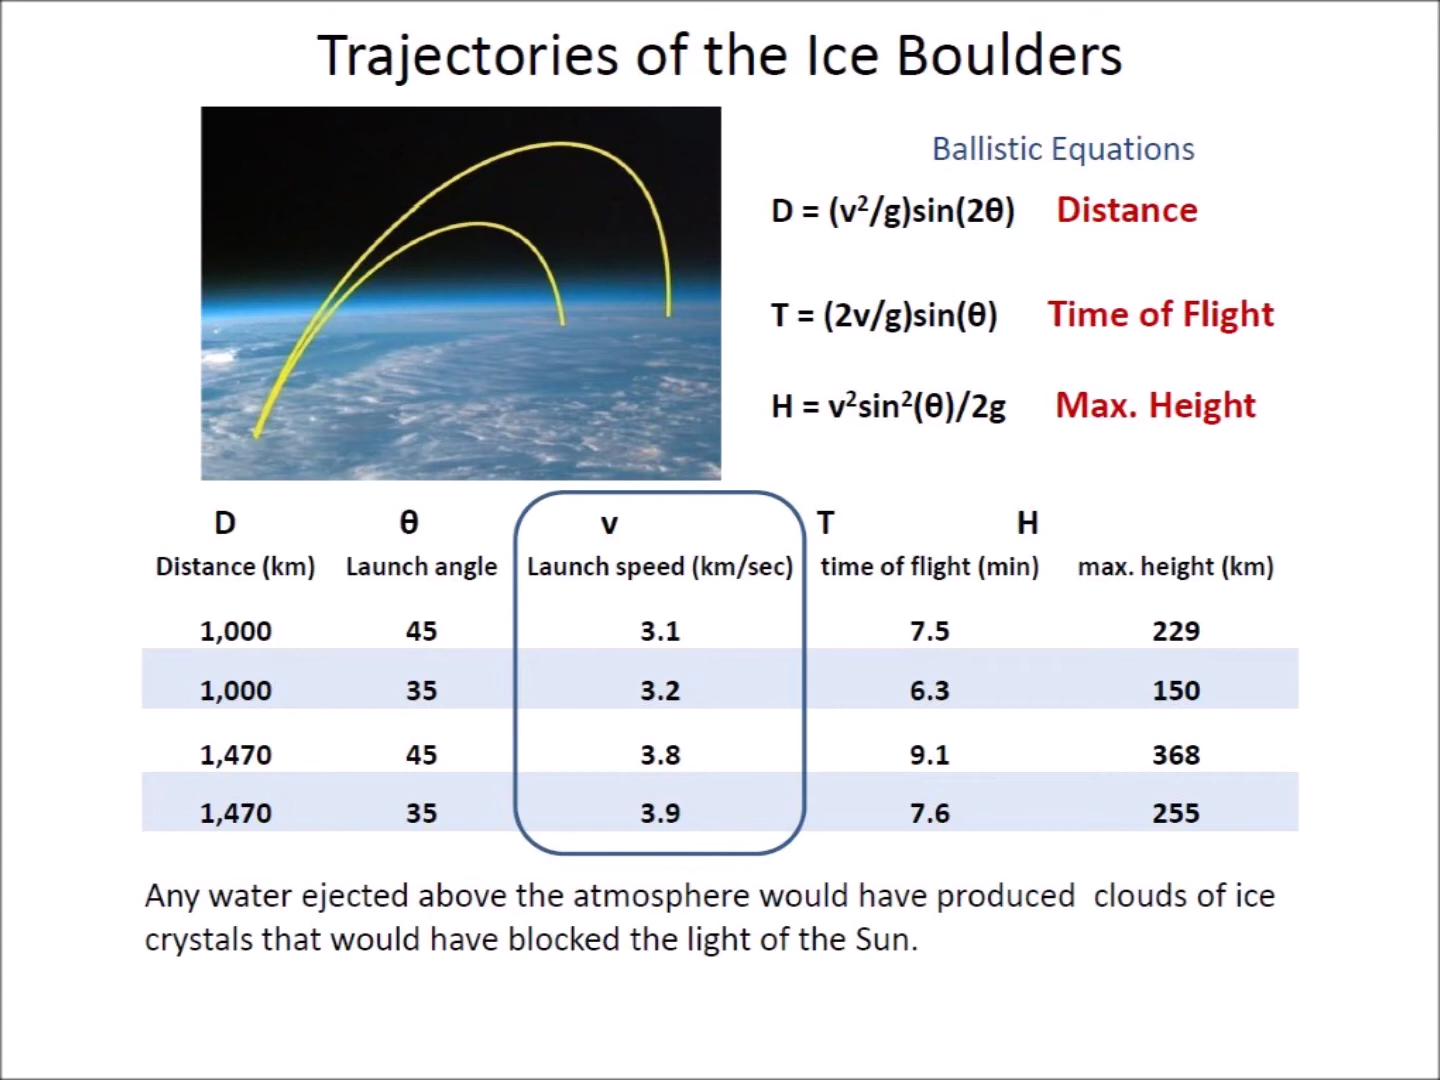 Trajectories of the Ice Boulders
Ballistic Equations
D = (v²/g)sin(2θ) Distance
T = (2v/g)sin(θ) Time of Flight
H = v²sin²(θ)/2g Max. Height
D θ v T H
Distance (km) Launch angle Launch speed (km/sec) time of flight (min) max. height (km)
1,000 45 3.1 7.5 229
1,000 35 3.2 6.3 150
1,470 45 3.8 9.1 368
1,470 35 3.9 7.6 255
Any water ejected above the atmosphere would have produced clouds of ice
crystals that would have blocked the light of the Sun.